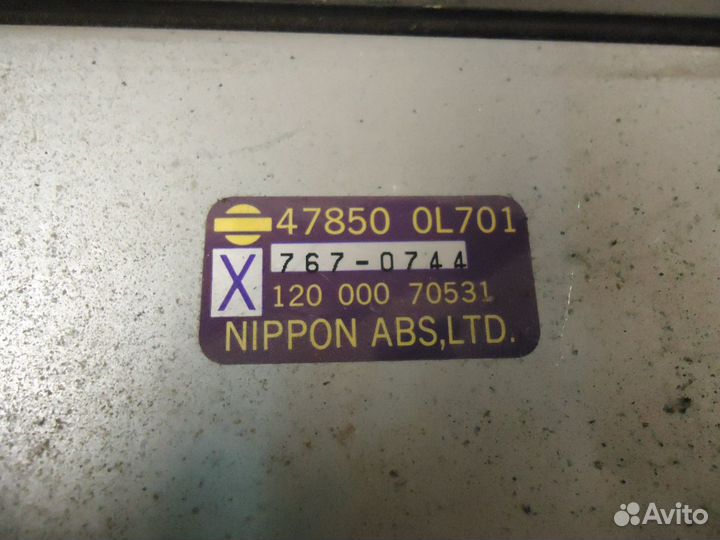 47850 0L701
X 767-0744
120 000 70531
NIPPON ABS,LTD.
Avito